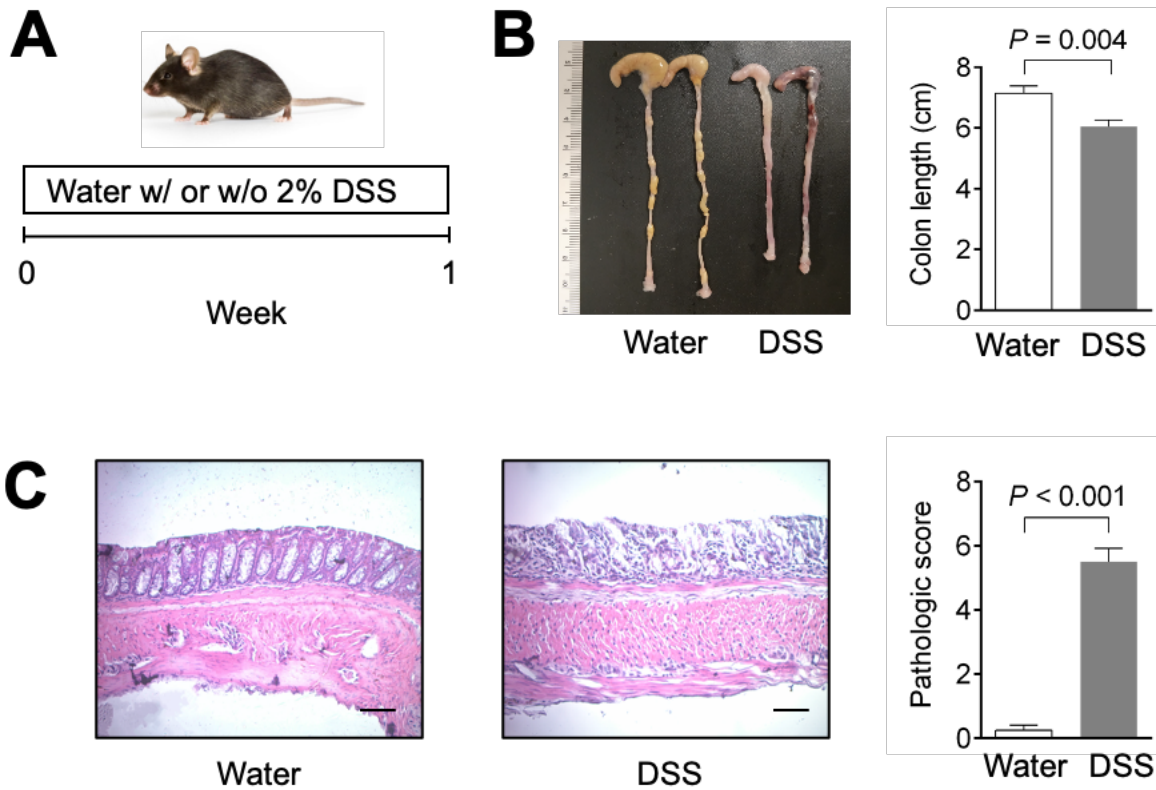 A
Water w/ or w/o 2% DSS
0
1
Week
B
Water
DSS
P = 0.004
8
6
4
2
0
Colon length (cm)
Water
DSS
C
Water
DSS
P < 0.001
8
6
4
2
0
Pathologic score
Water
DSS